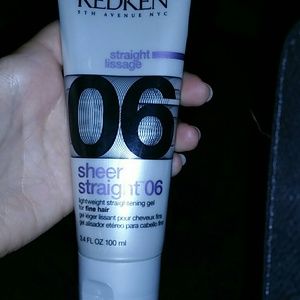 REDKEN
5TH AVENUE NYC
straight
lissage
06
sheer
straight 06
lightweight straightening gel
for fine hair
gel léger lissant pour cheveux fins
gel alisador etéreo para cabello fino
3.4 FL OZ 100 ml